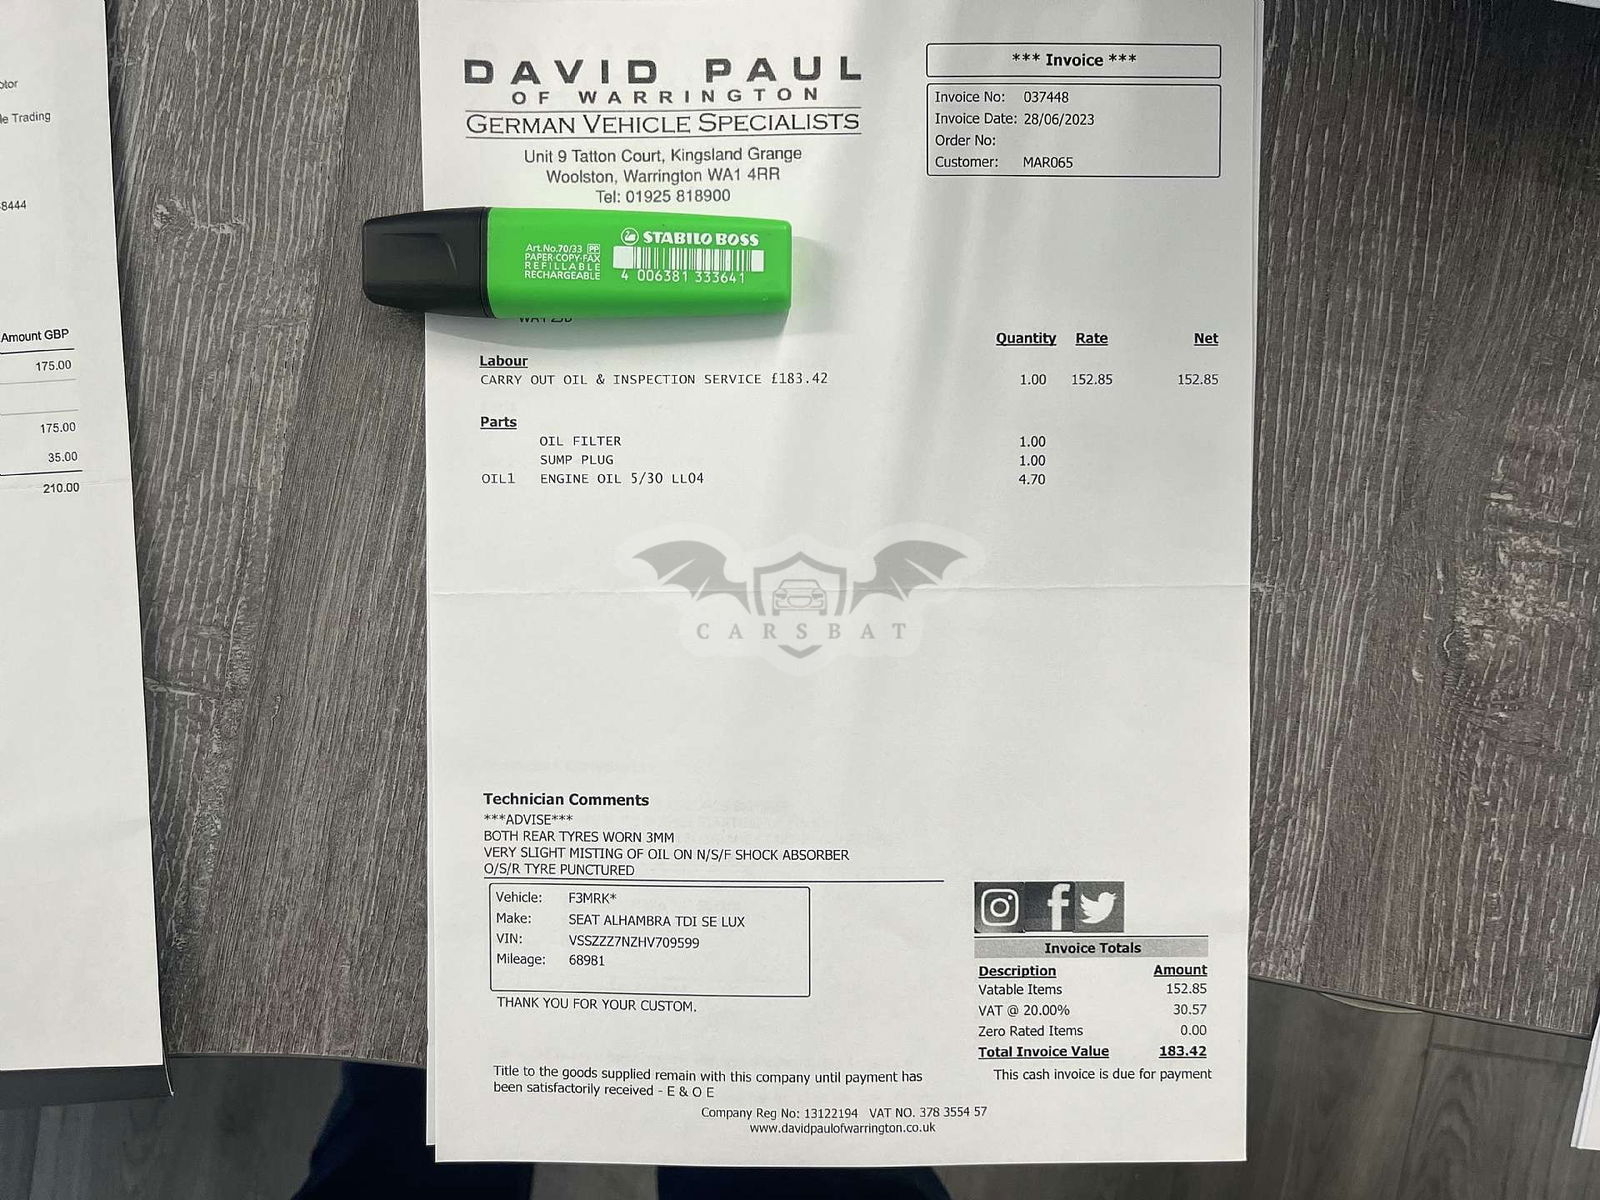 otor
le Trading
8444
Amount GBP
175.00
175.00
35.00
210.00
DAVID PAUL
OF WARRINGTON
GERMAN VEHICLE SPECIALISTS
Unit 9 Tatton Court, Kingsland Grange
Woolston, Warrington WA1 4RR
Tel: 01925 818900
*** Invoice ***
Invoice No: 037448
Invoice Date: 28/06/2023
Order No:
Customer: MAR065
STABILO BOSS
Art.No.70/33 PP
PAPER-COPY-FAX
REFILLABLE
RECHARGEABLE
4 006381 333641
Quantity Rate Net
Labour
CARRY OUT OIL & INSPECTION SERVICE £183.42 1.00 152.85 152.85
Parts
OIL FILTER 1.00
SUMP PLUG 1.00
OIL1 ENGINE OIL 5/30 LL04 4.70
CARSBAT
Technician Comments
***ADVISE***
BOTH REAR TYRES WORN 3MM
VERY SLIGHT MISTING OF OIL ON N/S/F SHOCK ABSORBER
O/S/R TYRE PUNCTURED
Vehicle: F3MRK*
Make: SEAT ALHAMBRA TDI SE LUX
VIN: VSSZZZ7NZHV709599
Mileage: 68981
THANK YOU FOR YOUR CUSTOM.
Invoice Totals
Description Amount
Vatable Items 152.85
VAT @ 20.00% 30.57
Zero Rated Items 0.00
Total Invoice Value 183.42
This cash invoice is due for payment
Title to the goods supplied remain with this company until payment has
been satisfactorily received - E & O E
Company Reg No: 13122194 VAT NO. 378 3554 57
www.davidpaulofwarrington.co.uk